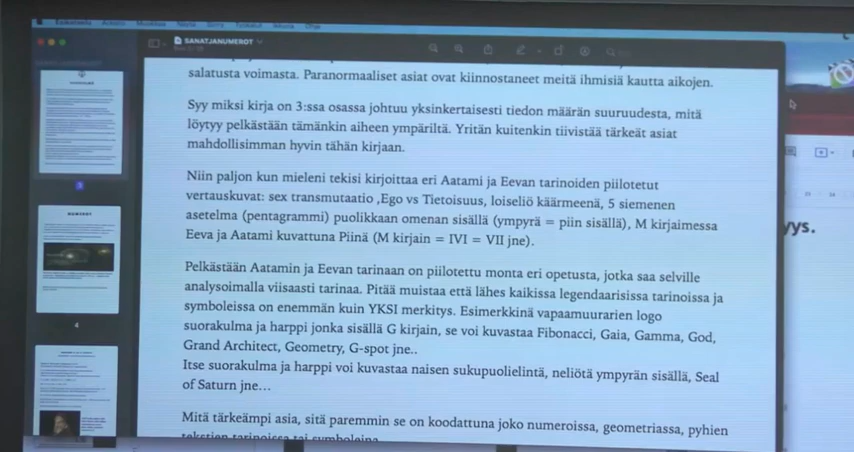 SANATJANUMEROT
salatusta voimasta. Paranormaaliset asiat ovat kiinnostaneet meitä ihmisiä kautta aikojen.
Syy miksi kirja on 3:ssa osassa johtuu yksinkertaisesti tiedon määrän suuruudesta, mitä
löytyy pelkästään tämänkin aiheen ympäriltä. Yritän kuitenkin tiivistää tärkeät asiat
mahdollisimman hyvin tähän kirjaan.
Niin paljon kun mieleni tekisi kirjoittaa eri Aatami ja Eevan tarinoiden piilotetut
vertauskuvat: sex transmutaatio ,Ego vs Tietoisuus, loiseliö käärmeenä, 5 siemenen
asetelma (pentagrammi) puolikkaan omenan sisällä (ympyrä = piin sisällä), M kirjaimessa
Eeva ja Aatami kuvattuna Piinä (M kirjain = IVI = VII jne).
Pelkästään Aatamin ja Eevan tarinaan on piilotettu monta eri opetusta, jotka saa selville
analysoimalla viisaasti tarinaa. Pitää muistaa että lähes kaikissa legendaarisissa tarinoissa ja
symboleissa on enemmän kuin YKSI merkitys. Esimerkkinä vapaamuurarien logo
suorakulma ja harppi jonka sisällä G kirjain, se voi kuvastaa Fibonacci, Gaia, Gamma, God,
Grand Architect, Geometry, G-spot jne..
Itse suorakulma ja harppi voi kuvastaa naisen sukupuolielintä, neliötä ympyrän sisällä, Seal
of Saturn jne...
Mitä tärkeämpi asia, sitä paremmin se on koodattuna joko numeroissa, geometriassa, pyhien
tekstien tarinoissa tai symboleina
3
NUMEROT
4
yys.